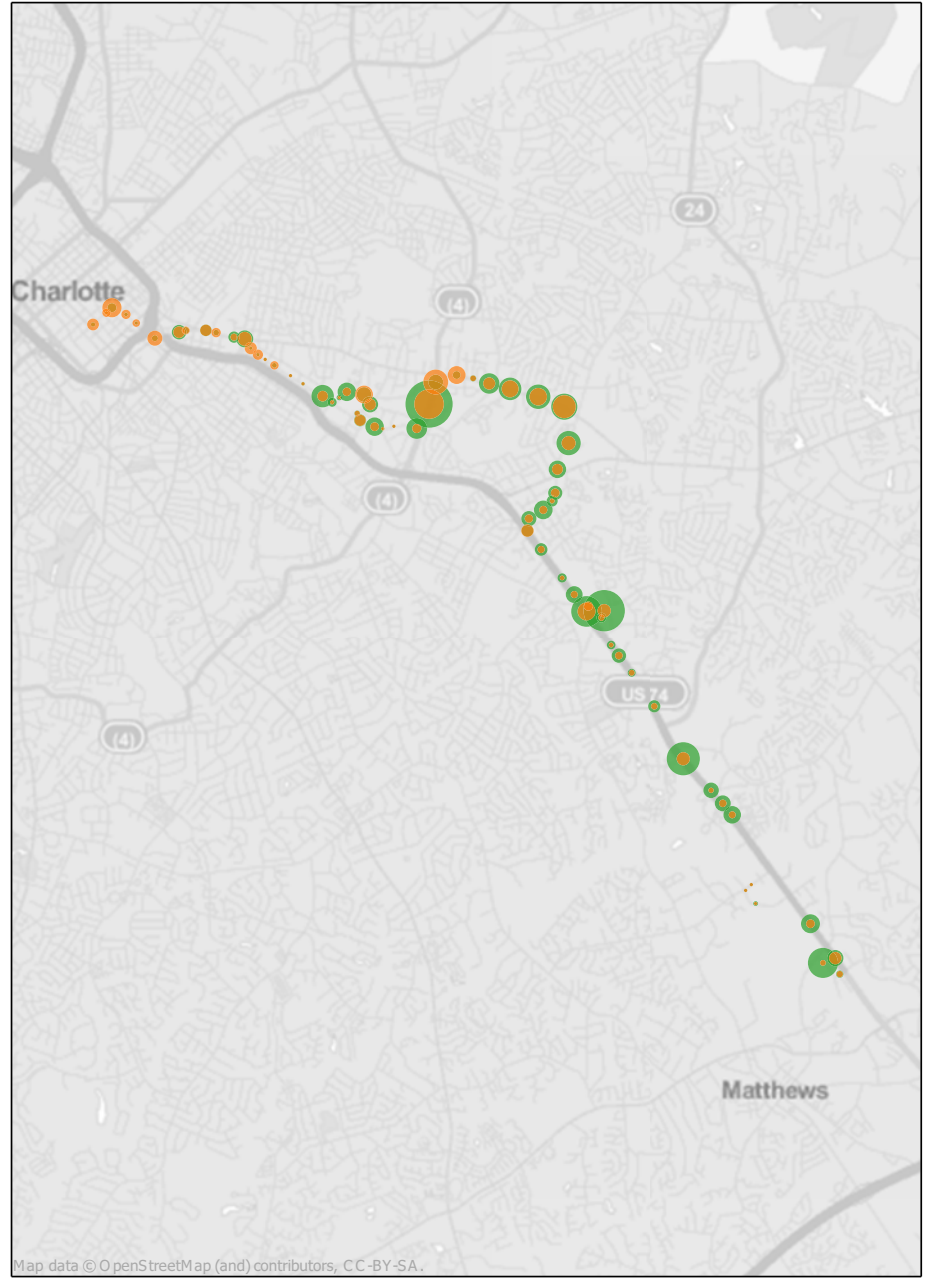 24
Charlotte
(4)
(4)
US 74
(4)
Matthews
Map data © OpenStreetMap (and) contributors, CC-BY-SA.